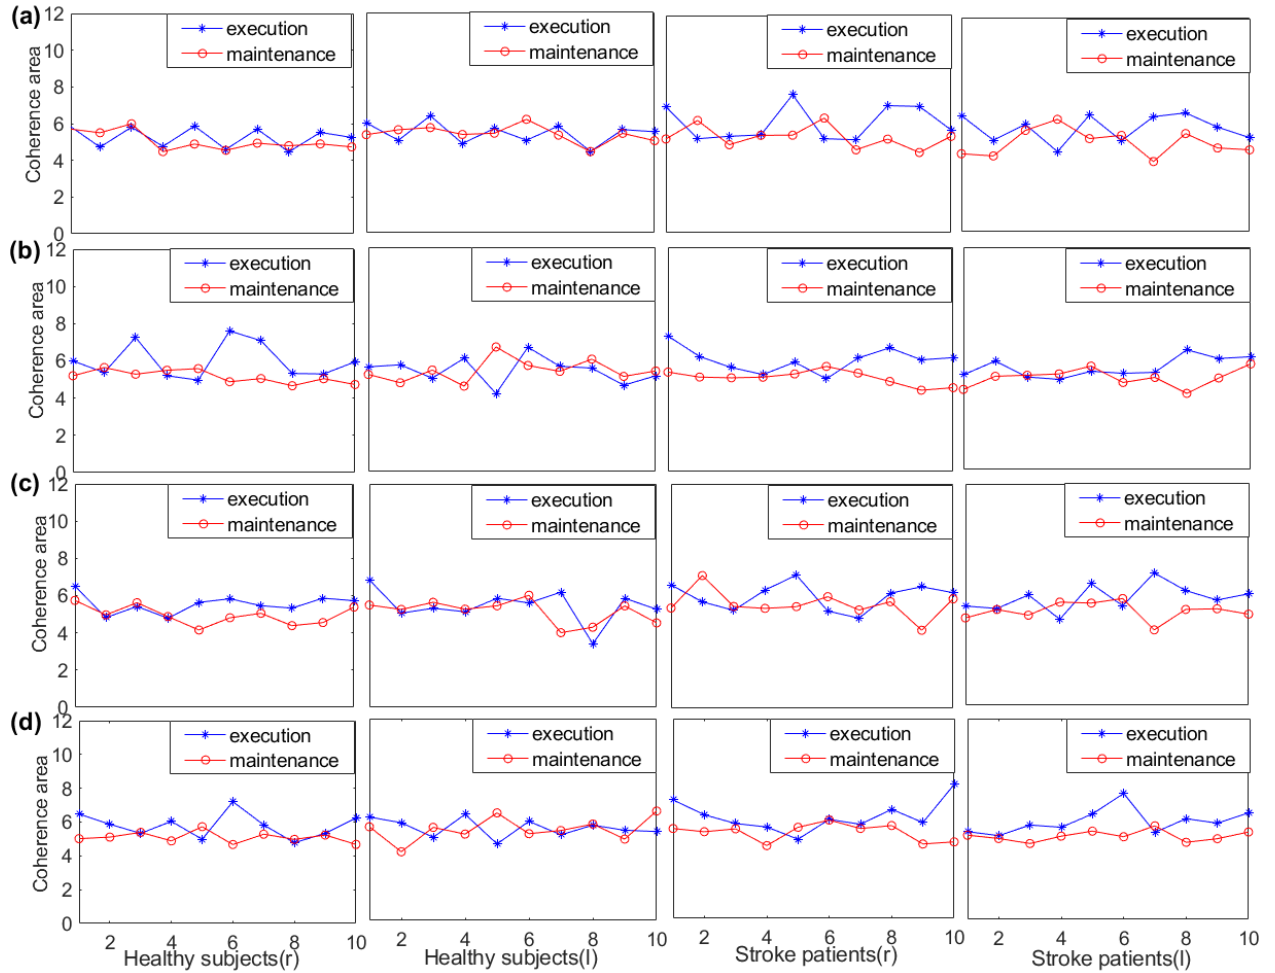 (a)
12
10
8
6
4
2
0
Coherence area
execution
maintenance
execution
maintenance
execution
maintenance
execution
maintenance
(b)
12
10
8
6
4
2
0
Coherence area
execution
maintenance
execution
maintenance
execution
maintenance
execution
maintenance
(c)
12
10
8
6
4
2
0
Coherence area
execution
maintenance
execution
maintenance
execution
maintenance
execution
maintenance
(d)
12
10
8
6
4
2
0
Coherence area
execution
maintenance
execution
maintenance
execution
maintenance
execution
maintenance
2 4 6 8 10
Healthy subjects(r)
2 4 6 8 10
Healthy subjects(l)
2 4 6 8 10
Stroke patients(r)
2 4 6 8 10
Stroke patients(l)